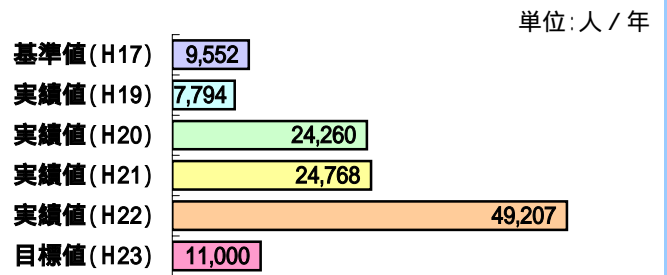 単位:人/年
基準値(H17) 9,552
実績値(H19) 7,794
実績値(H20) 24,260
実績値(H21) 24,768
実績値(H22) 49,207
目標値(H23) 11,000